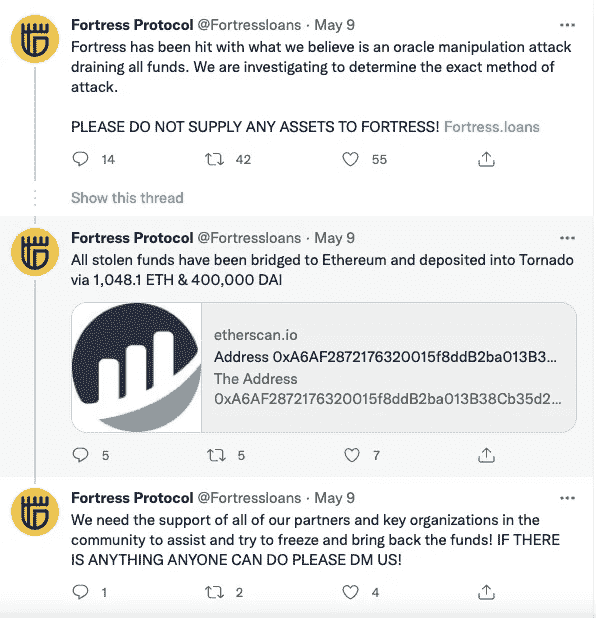 Fortress Protocol @Fortressloans · May 9
Fortress has been hit with what we believe is an oracle manipulation attack
draining all funds. We are investigating to determine the exact method of
attack.
PLEASE DO NOT SUPPLY ANY ASSETS TO FORTRESS! Fortress.loans
14 42 55
Show this thread
Fortress Protocol @Fortressloans · May 9
All stolen funds have been bridged to Ethereum and deposited into Tornado
via 1,048.1 ETH & 400,000 DAI
etherscan.io
Address 0xA6AF2872176320015f8ddB2ba013B3...
The Address
0xA6AF2872176320015f8ddB2ba013B38Cb35d2...
5 5 7
Fortress Protocol @Fortressloans · May 9
We need the support of all of our partners and key organizations in the
community to assist and try to freeze and bring back the funds! IF THERE
IS ANYTHING ANYONE CAN DO PLEASE DM US!
1 2 4